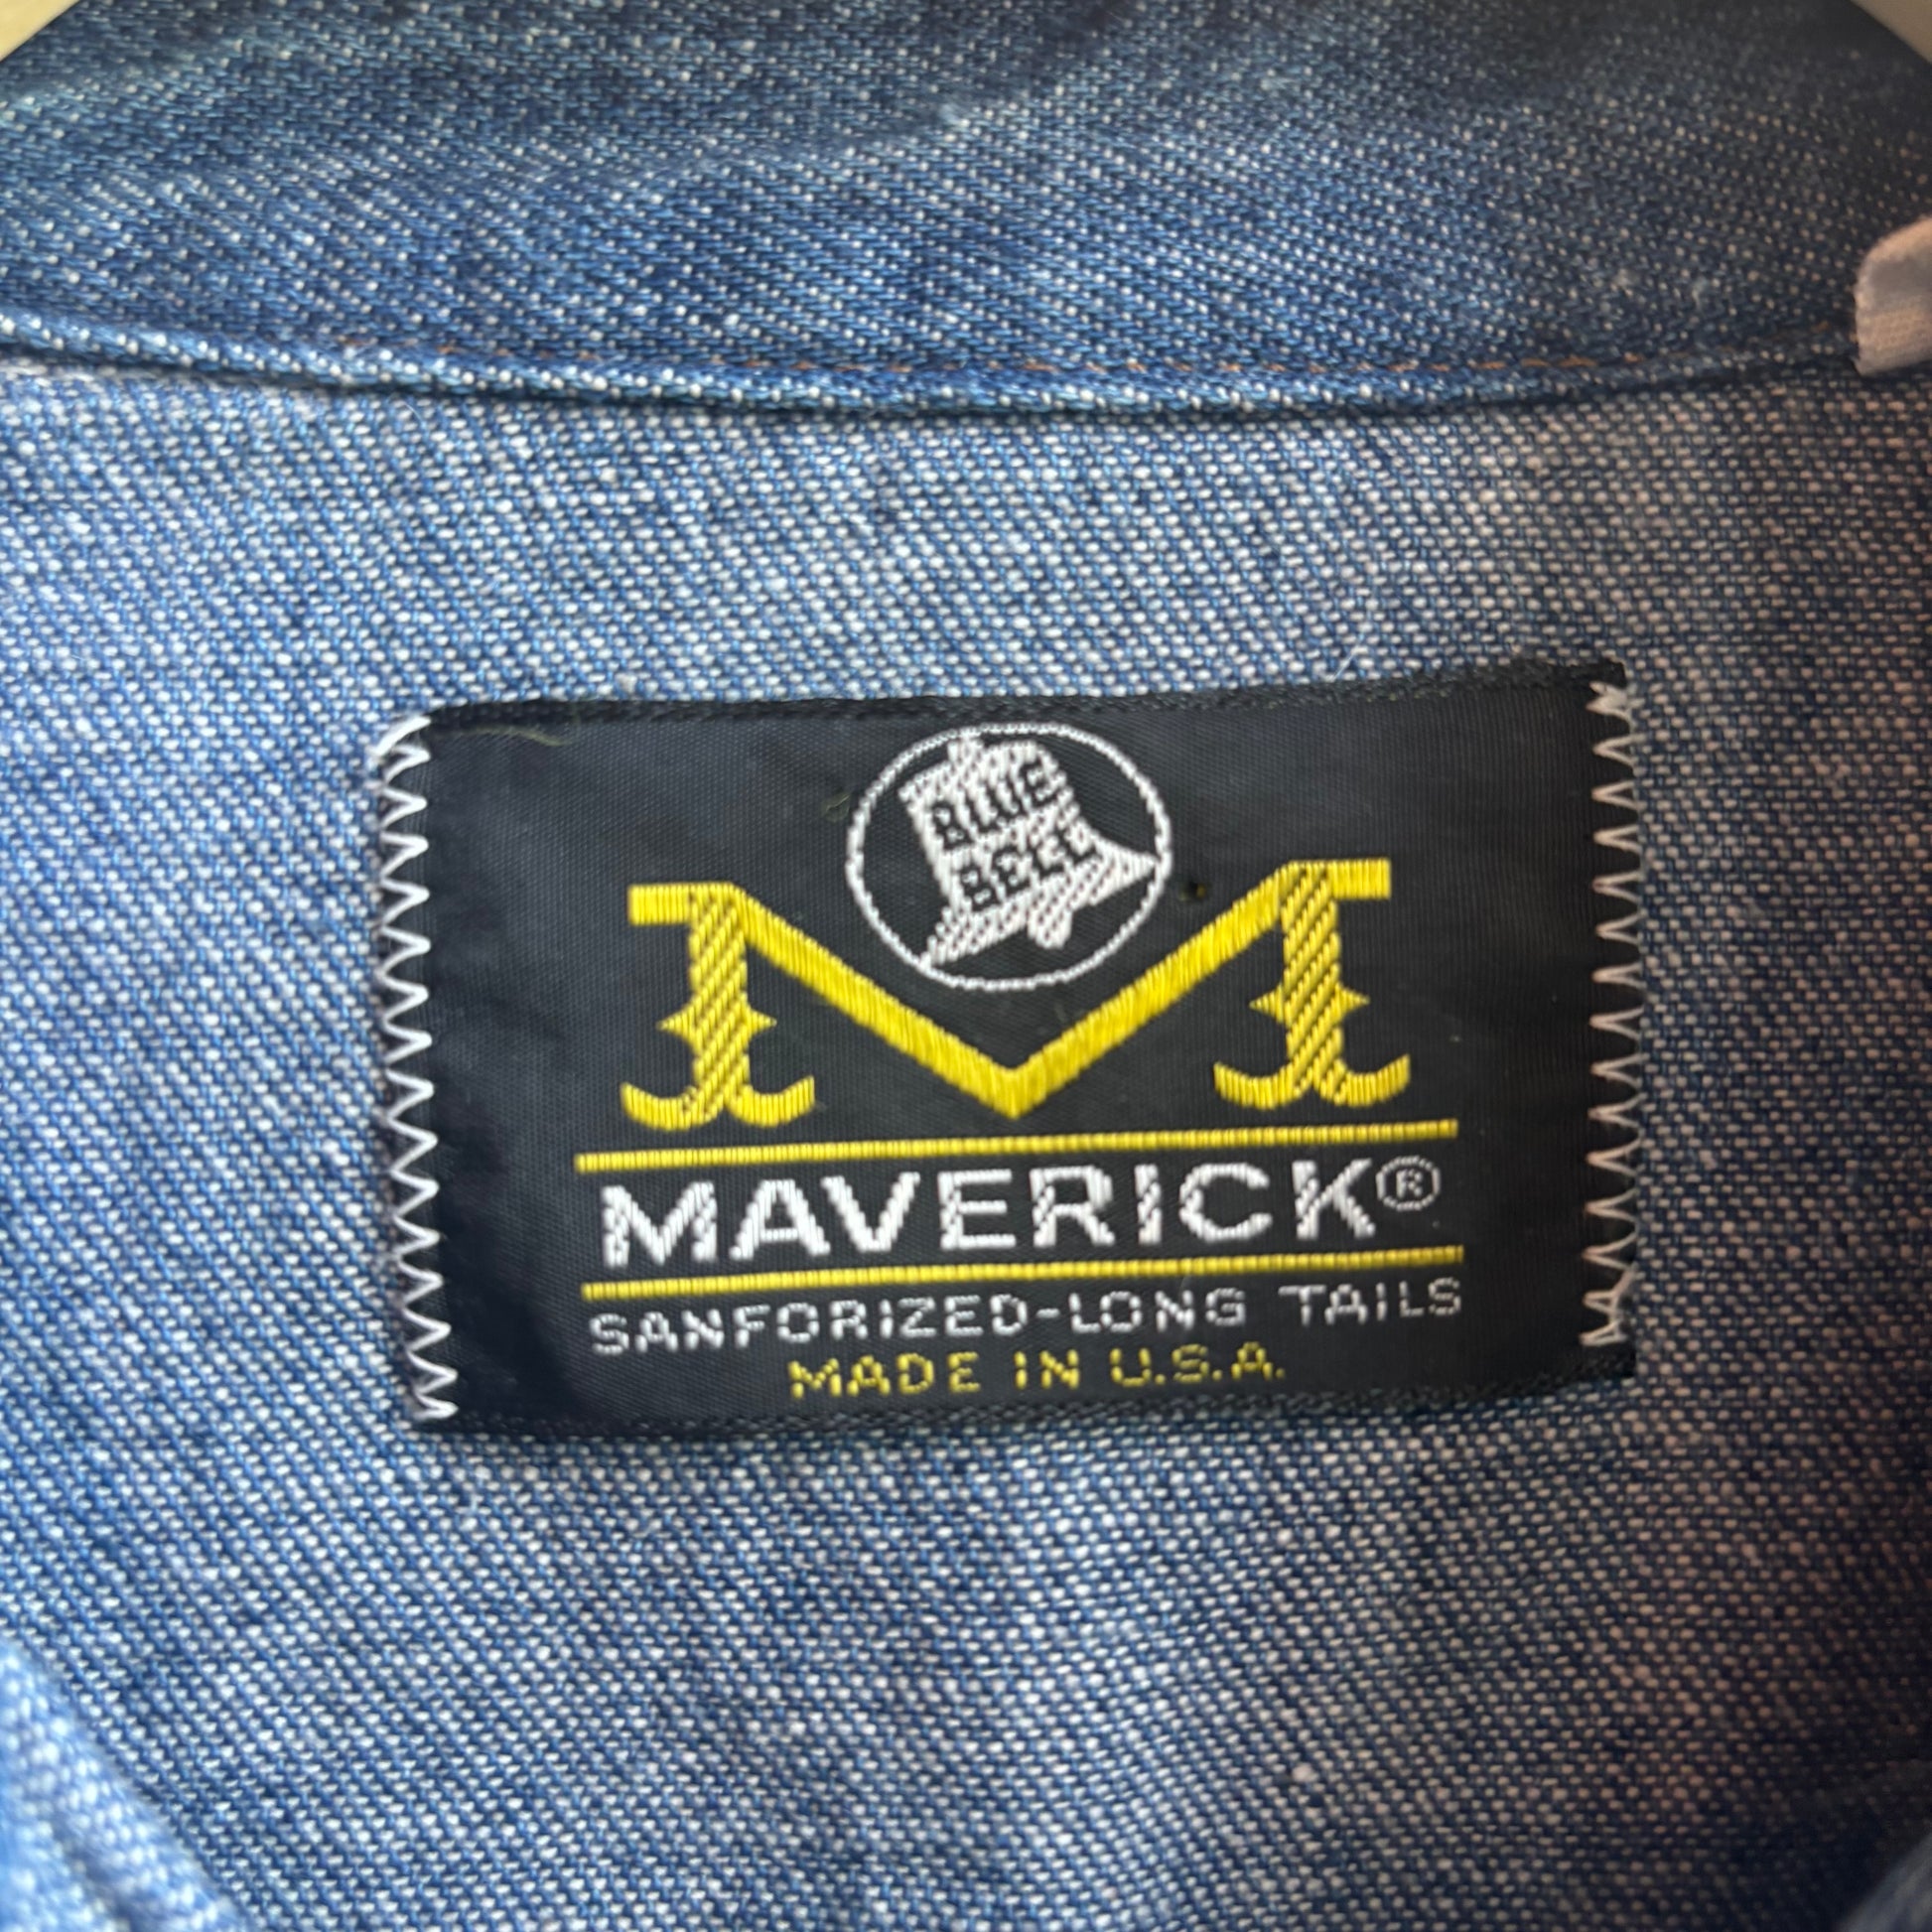 BLUE
BELL
M
MAVERICK®
SANFORIZED-LONG TAILS
MADE IN U.S.A.